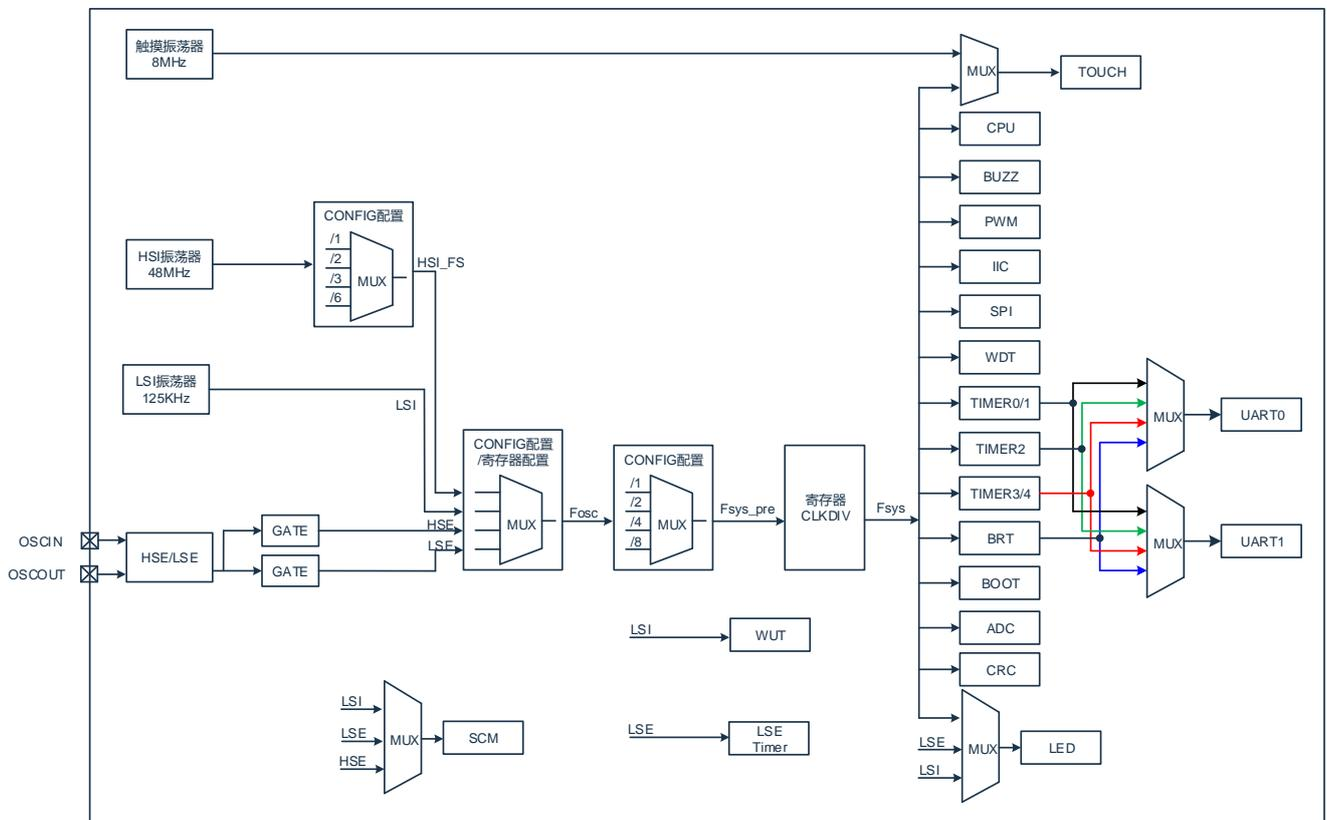 触摸振荡器
8MHz
MUX
TOUCH
CPU
BUZZ
PWM
IIC
SPI
WDT
TIMER0/1
TIMER2
TIMER3/4
BRT
BOOT
ADC
CRC
CONFIG配置
/1
/2
/3
/6
MUX
HSI_FS
HSI振荡器
48MHz
LSI振荡器
125KHz
LSI
CONFIG配置
/寄存器配置
MUX
HSE
LSE
Fosc
CONFIG配置
/1
/2
/4
/8
MUX
Fsys_pre
寄存器
CLKDIV
Fsys
MUX
UART0
MUX
UART1
OSCIN
OSCOUT
HSE/LSE
GATE
GATE
LSI
WUT
LSI
LSE
HSE
MUX
SCM
LSE
LSE
Timer
LSE
LSI
MUX
LED